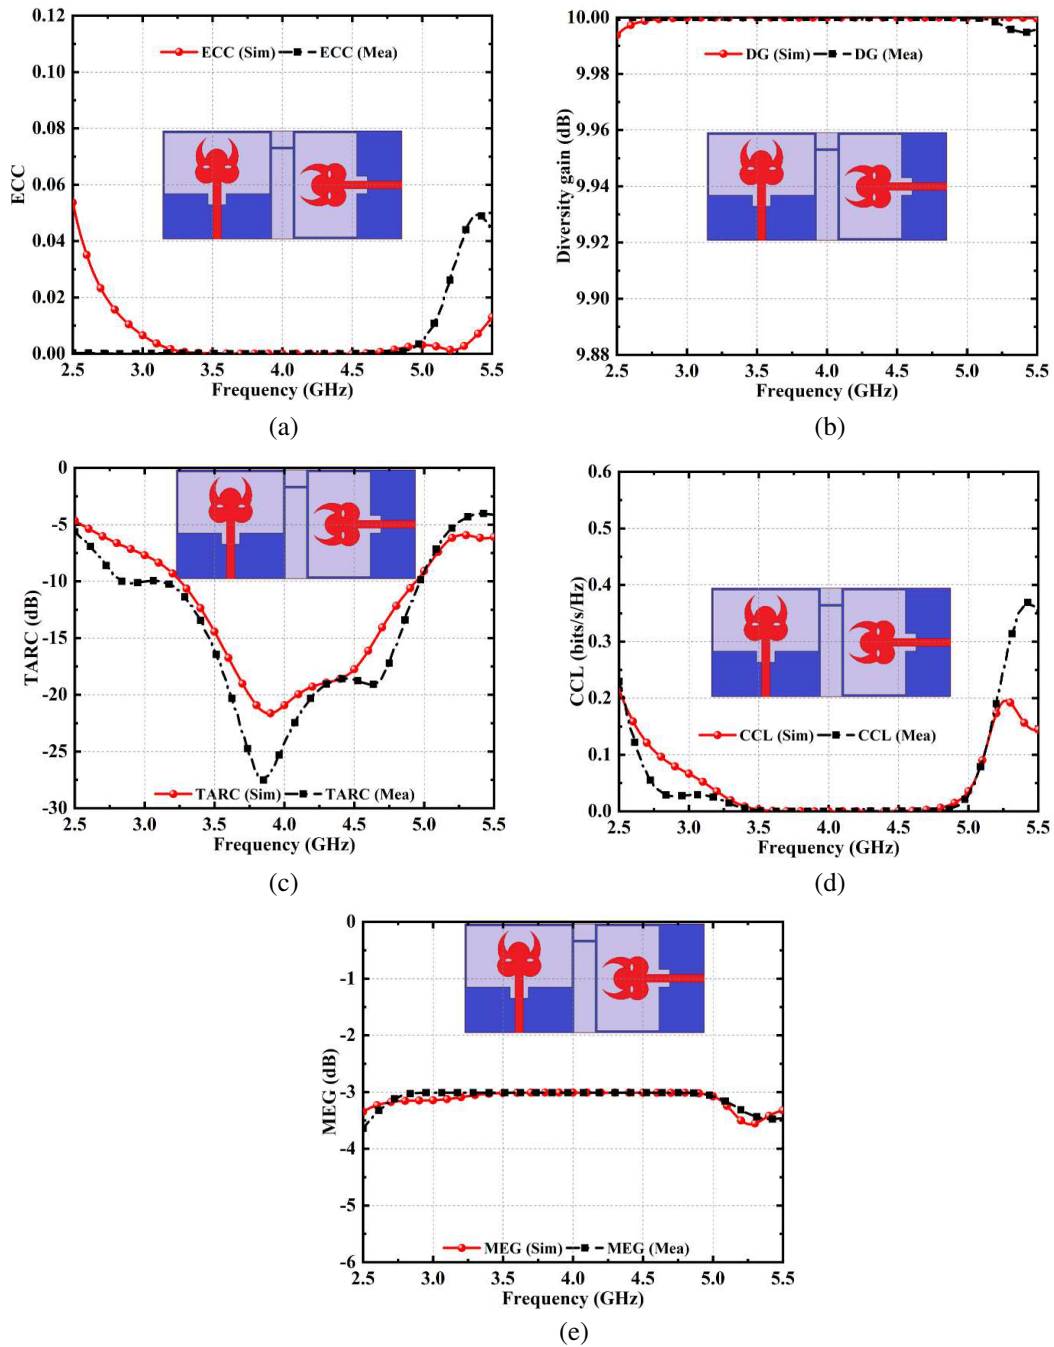 0.12
0.10
0.08
0.06
0.04
0.02
0.00
ECC
ECC (Sim) ECC (Mea)
2.5 3.0 3.5 4.0 4.5 5.0 5.5
Frequency (GHz)
(a)
10.00
9.98
9.96
9.94
9.92
9.90
9.88
Diversity gain (dB)
DG (Sim) DG (Mea)
2.5 3.0 3.5 4.0 4.5 5.0 5.5
Frequency (GHz)
(b)
0
-5
-10
-15
-20
-25
-30
TARC (dB)
TARC (Sim) TARC (Mea)
2.5 3.0 3.5 4.0 4.5 5.0 5.5
Frequency (GHz)
(c)
0.6
0.5
0.4
0.3
0.2
0.1
0.0
CCL (bits/s/Hz)
CCL (Sim) CCL (Mea)
2.5 3.0 3.5 4.0 4.5 5.0 5.5
Frequency (GHz)
(d)
0
-1
-2
-3
-4
-5
-6
MEG (dB)
MEG (Sim) MEG (Mea)
2.5 3.0 3.5 4.0 4.5 5.0 5.5
Frequency (GHz)
(e)